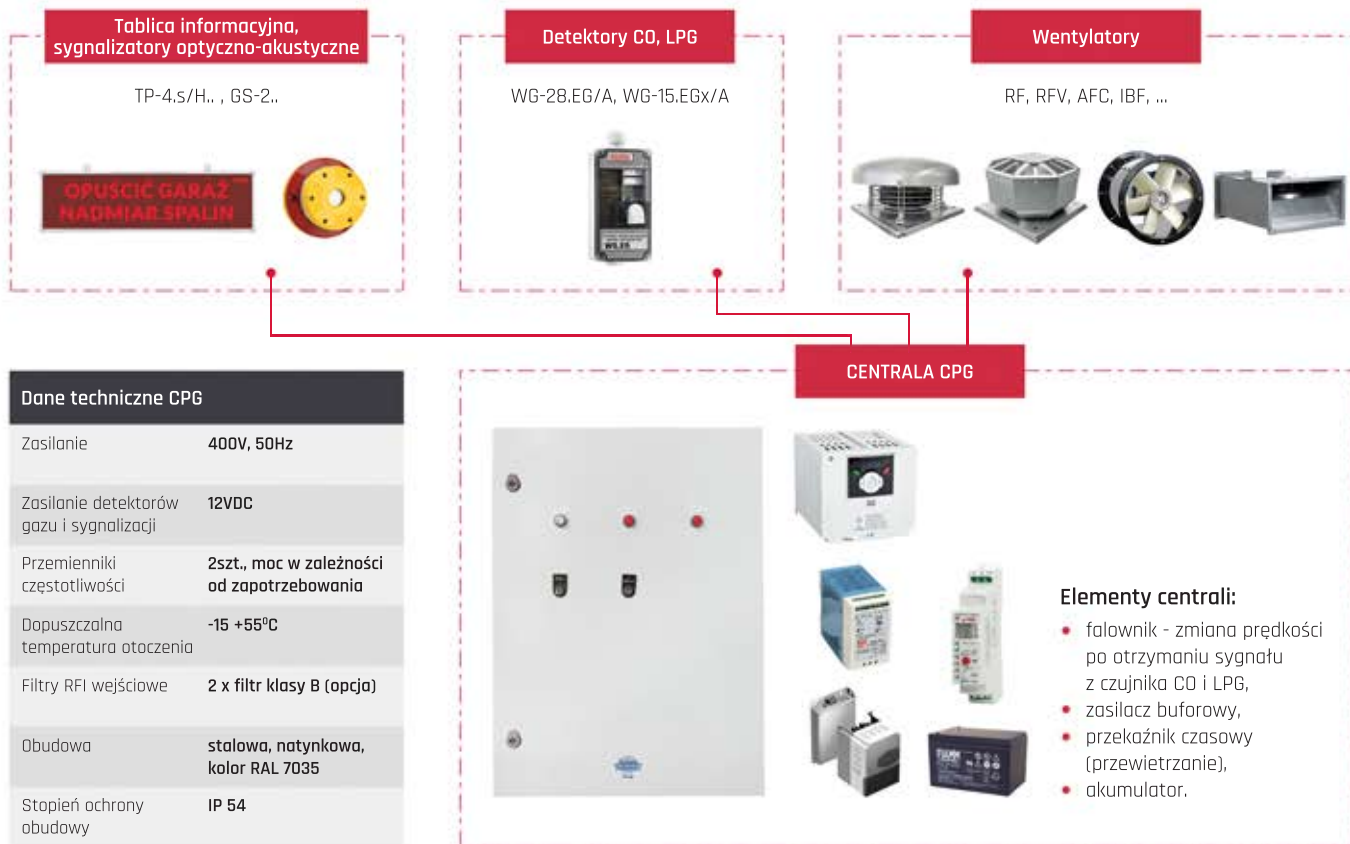 Tablica informacyjna,
sygnalizatory optyczno-akustyczne
TP-4.s/H.. , GS-2..
OPUŚCIĆ GARAŻ
NADMIAR SPALIN
Detektory CO, LPG
WG-28.EG/A, WG-15.EGx/A
Wentylatory
RF, RFV, AFC, IBF, ...
CENTRALA CPG
Dane techniczne CPG
Zasilanie 400V, 50Hz
Zasilanie detektorów 12VDC
gazu i sygnalizacji
Przemienniki 2szt., moc w zależności
częstotliwości od zapotrzebowania
Dopuszczalna -15 +55⁰C
temperatura otoczenia
Filtry RFI wejściowe 2 x filtr klasy B (opcja)
Obudowa stalowa, natynkowa,
kolor RAL 7035
Stopień ochrony IP 54
obudowy
Elementy centrali:
• falownik - zmiana prędkości
po otrzymaniu sygnału
z czujnika CO i LPG,
• zasilacz buforowy,
• przekaźnik czasowy
(przewietrzanie),
• akumulator.